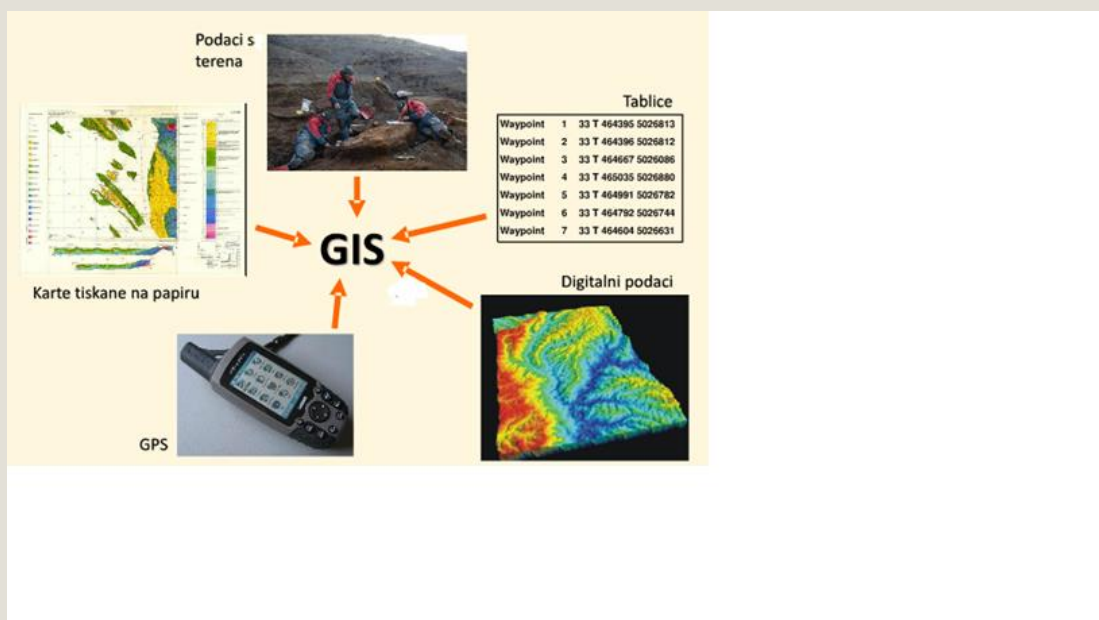 Podaci s
terena
Tablice
Waypoint 1 33 T 464395 5026813
Waypoint 2 33 T 464396 5026812
Waypoint 3 33 T 464667 5026086
Waypoint 4 33 T 465035 5026880
Waypoint 5 33 T 464991 5026782
Waypoint 6 33 T 464792 5026744
Waypoint 7 33 T 464604 5026631
GIS
Karte tiskane na papiru
Digitalni podaci
GPS